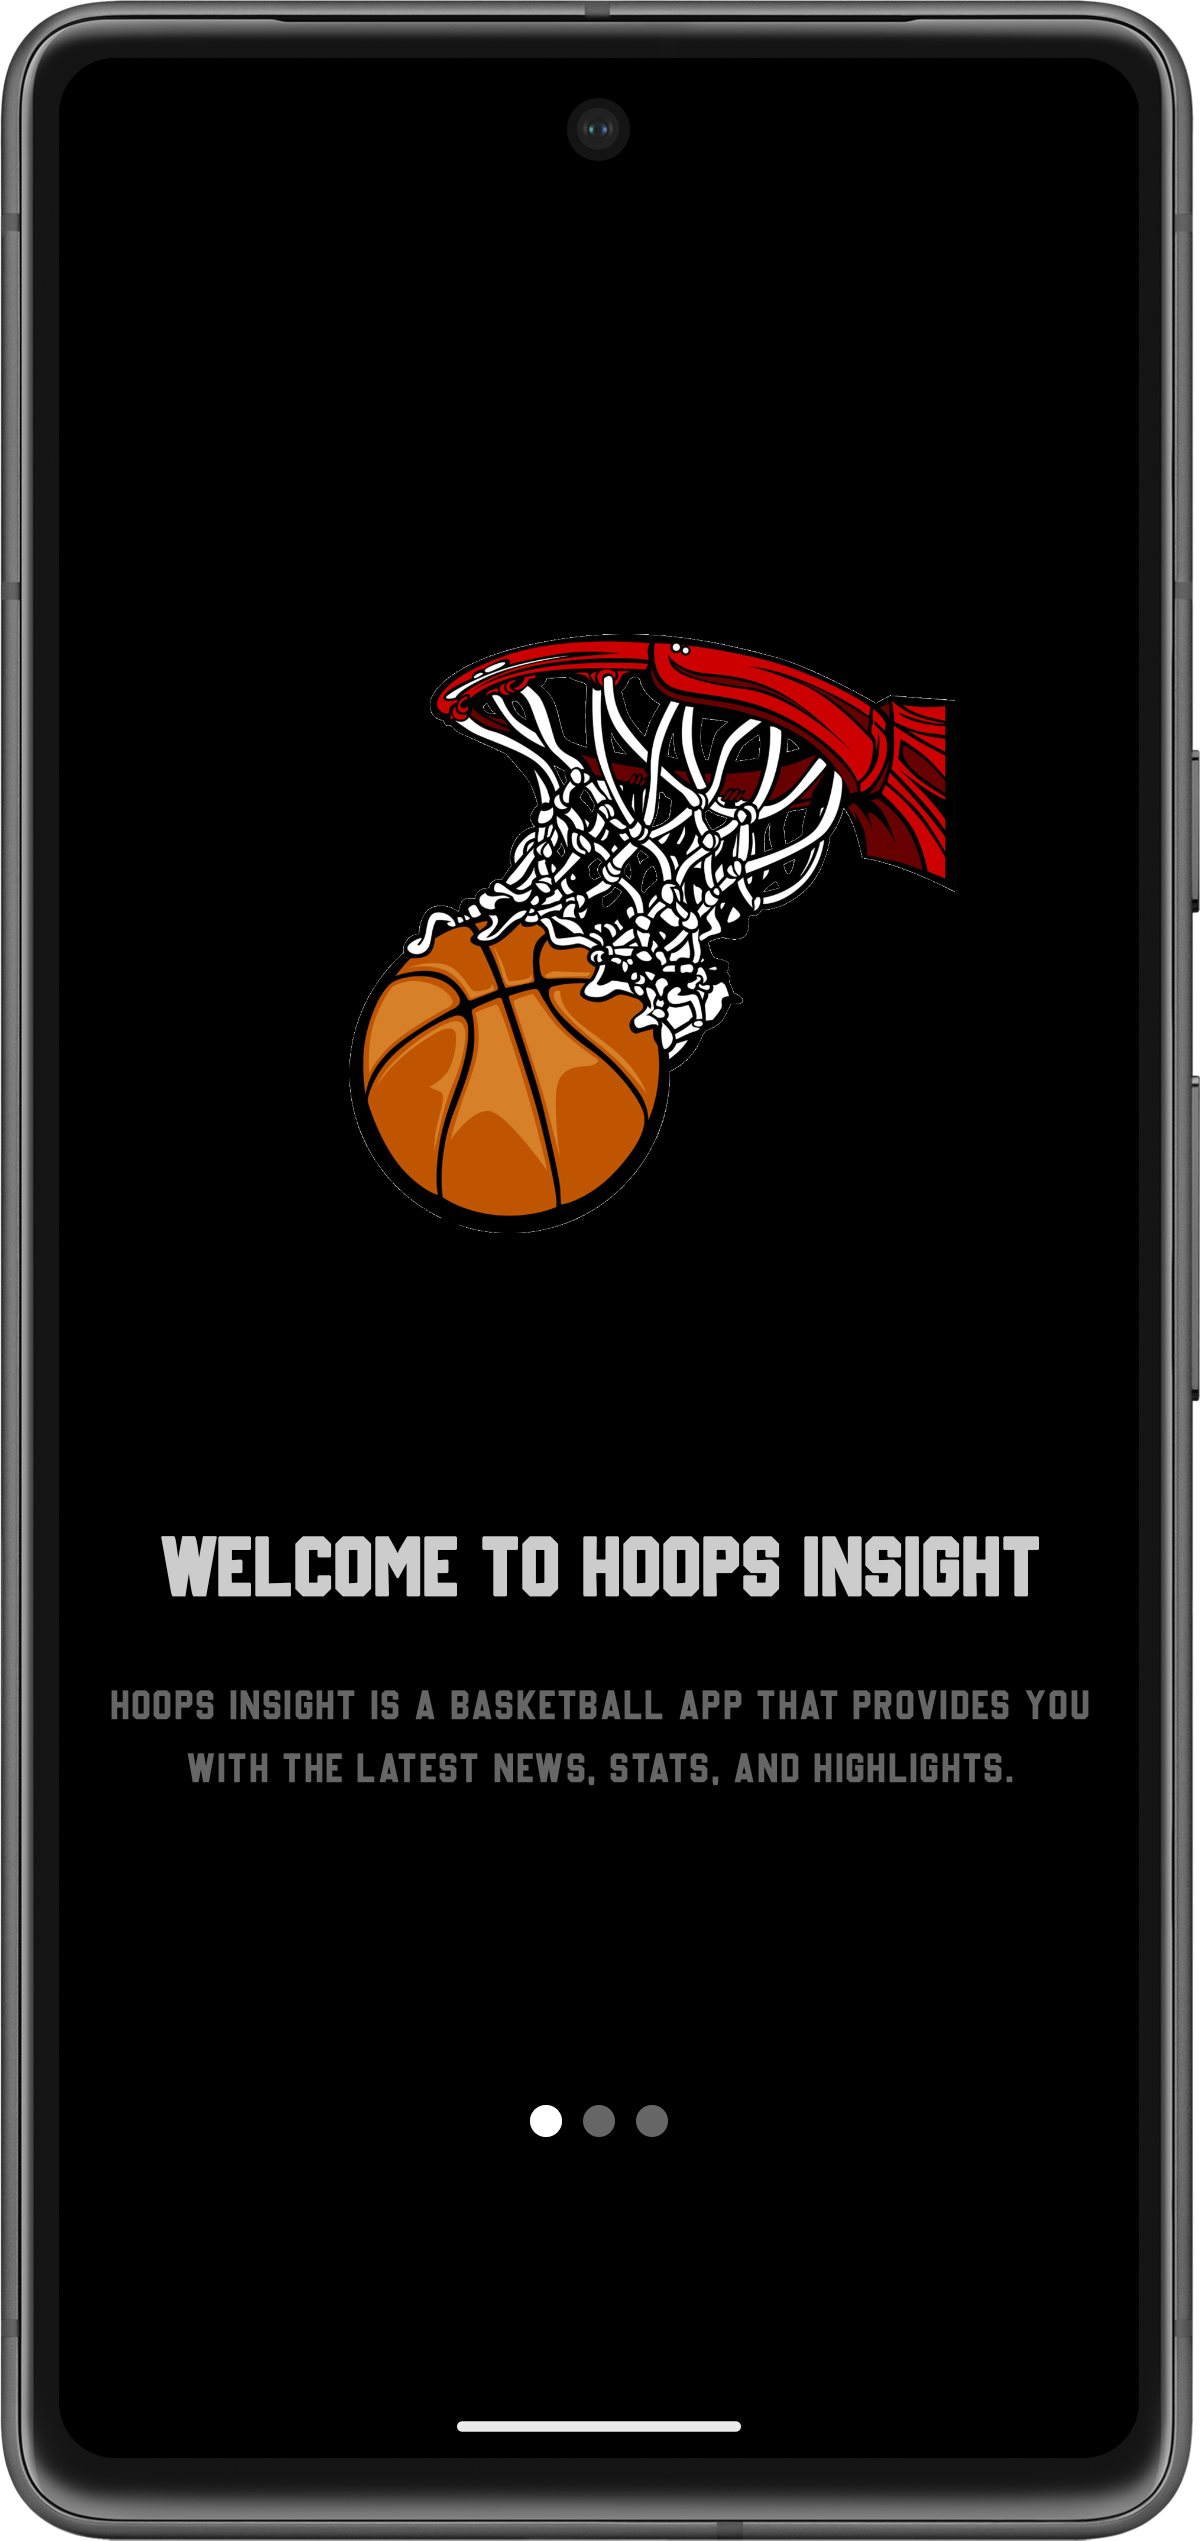 WELCOME TO HOOPS INSIGHT
HOOPS INSIGHT IS A BASKETBALL APP THAT PROVIDES YOU
WITH THE LATEST NEWS, STATS, AND HIGHLIGHTS.